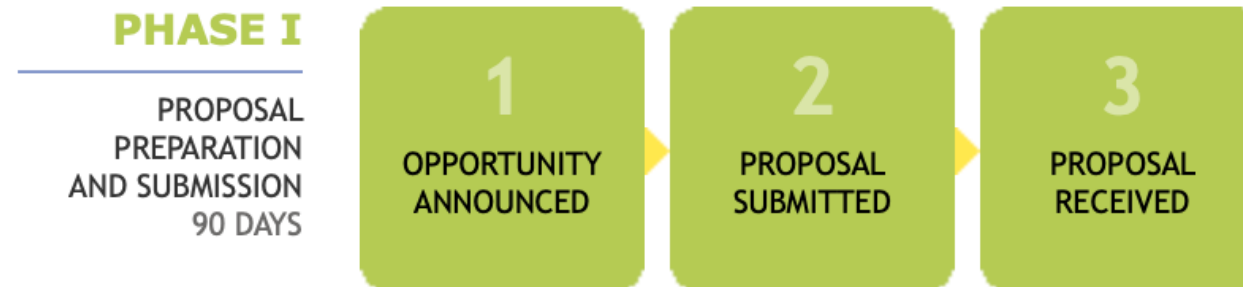 PHASE I
PROPOSAL
PREPARATION
AND SUBMISSION
90 DAYS
1
OPPORTUNITY
ANNOUNCED
2
PROPOSAL
SUBMITTED
3
PROPOSAL
RECEIVED